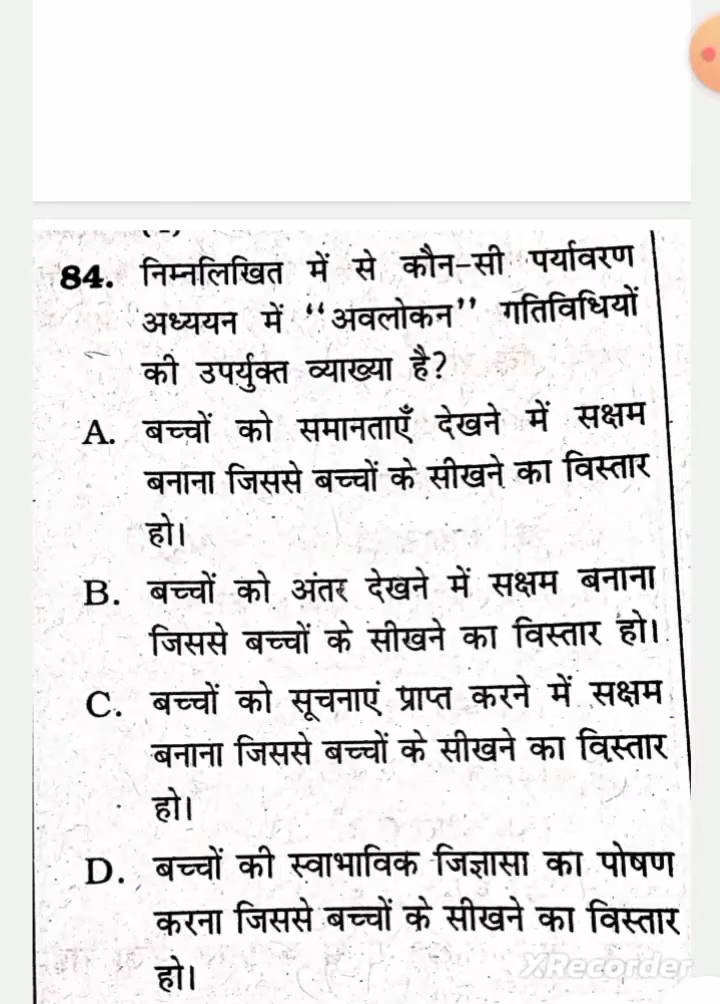 84. निम्नलिखित में से कौन-सी पर्यावरण
अध्ययन में "अवलोकन" गतिविधियों
की उपर्युक्त व्याख्या है?
A. बच्चों को समानताएँ देखने में सक्षम
बनाना जिससे बच्चों के सीखने का विस्तार
हो।
B. बच्चों को अंतर देखने में सक्षम बनाना
जिससे बच्चों के सीखने का विस्तार हो।
C. बच्चों को सूचनाएं प्राप्त करने में सक्षम
बनाना जिससे बच्चों के सीखने का विस्तार
हो।
D. बच्चों की स्वाभाविक जिज्ञासा का पोषण
करना जिससे बच्चों के सीखने का विस्तार
हो।
XRecorder